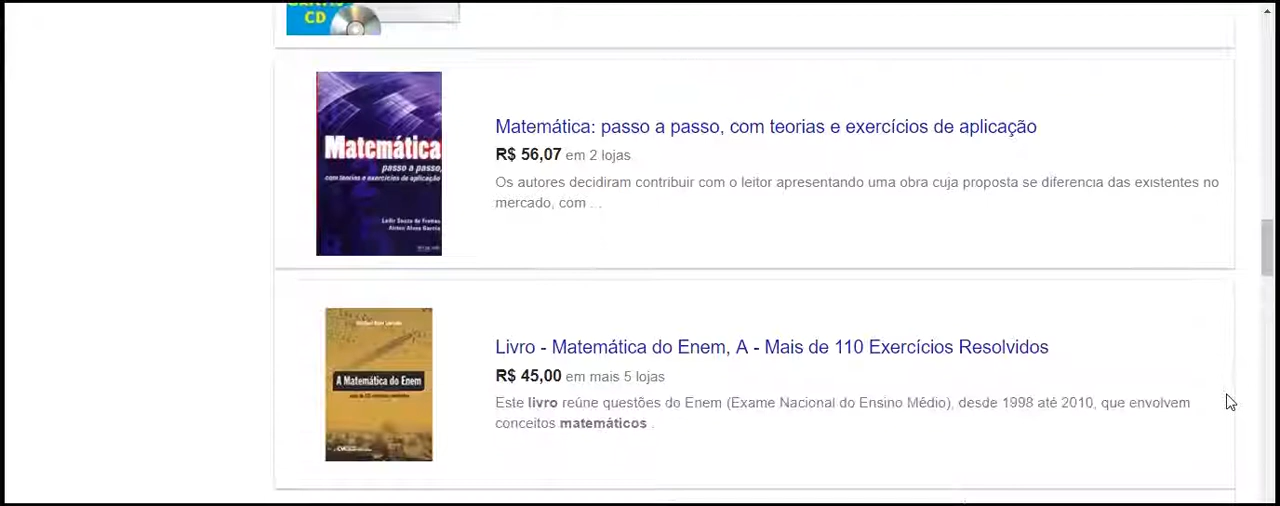 CD
Matemática: passo a passo, com teorias e exercícios de aplicação
Matemática
passo a passo,
com teorias e exercícios de aplicação
R$ 56,07 em 2 lojas
Os autores decidiram contribuir com o leitor apresentando uma obra cuja proposta se diferencia das existentes no
mercado, com ...
Livro - Matemática do Enem, A - Mais de 110 Exercícios Resolvidos
R$ 45,00 em mais 5 lojas
A Matemática do Enem
Este livro reúne questões do Enem (Exame Nacional do Ensino Médio), desde 1998 até 2010, que envolvem
conceitos matemáticos .